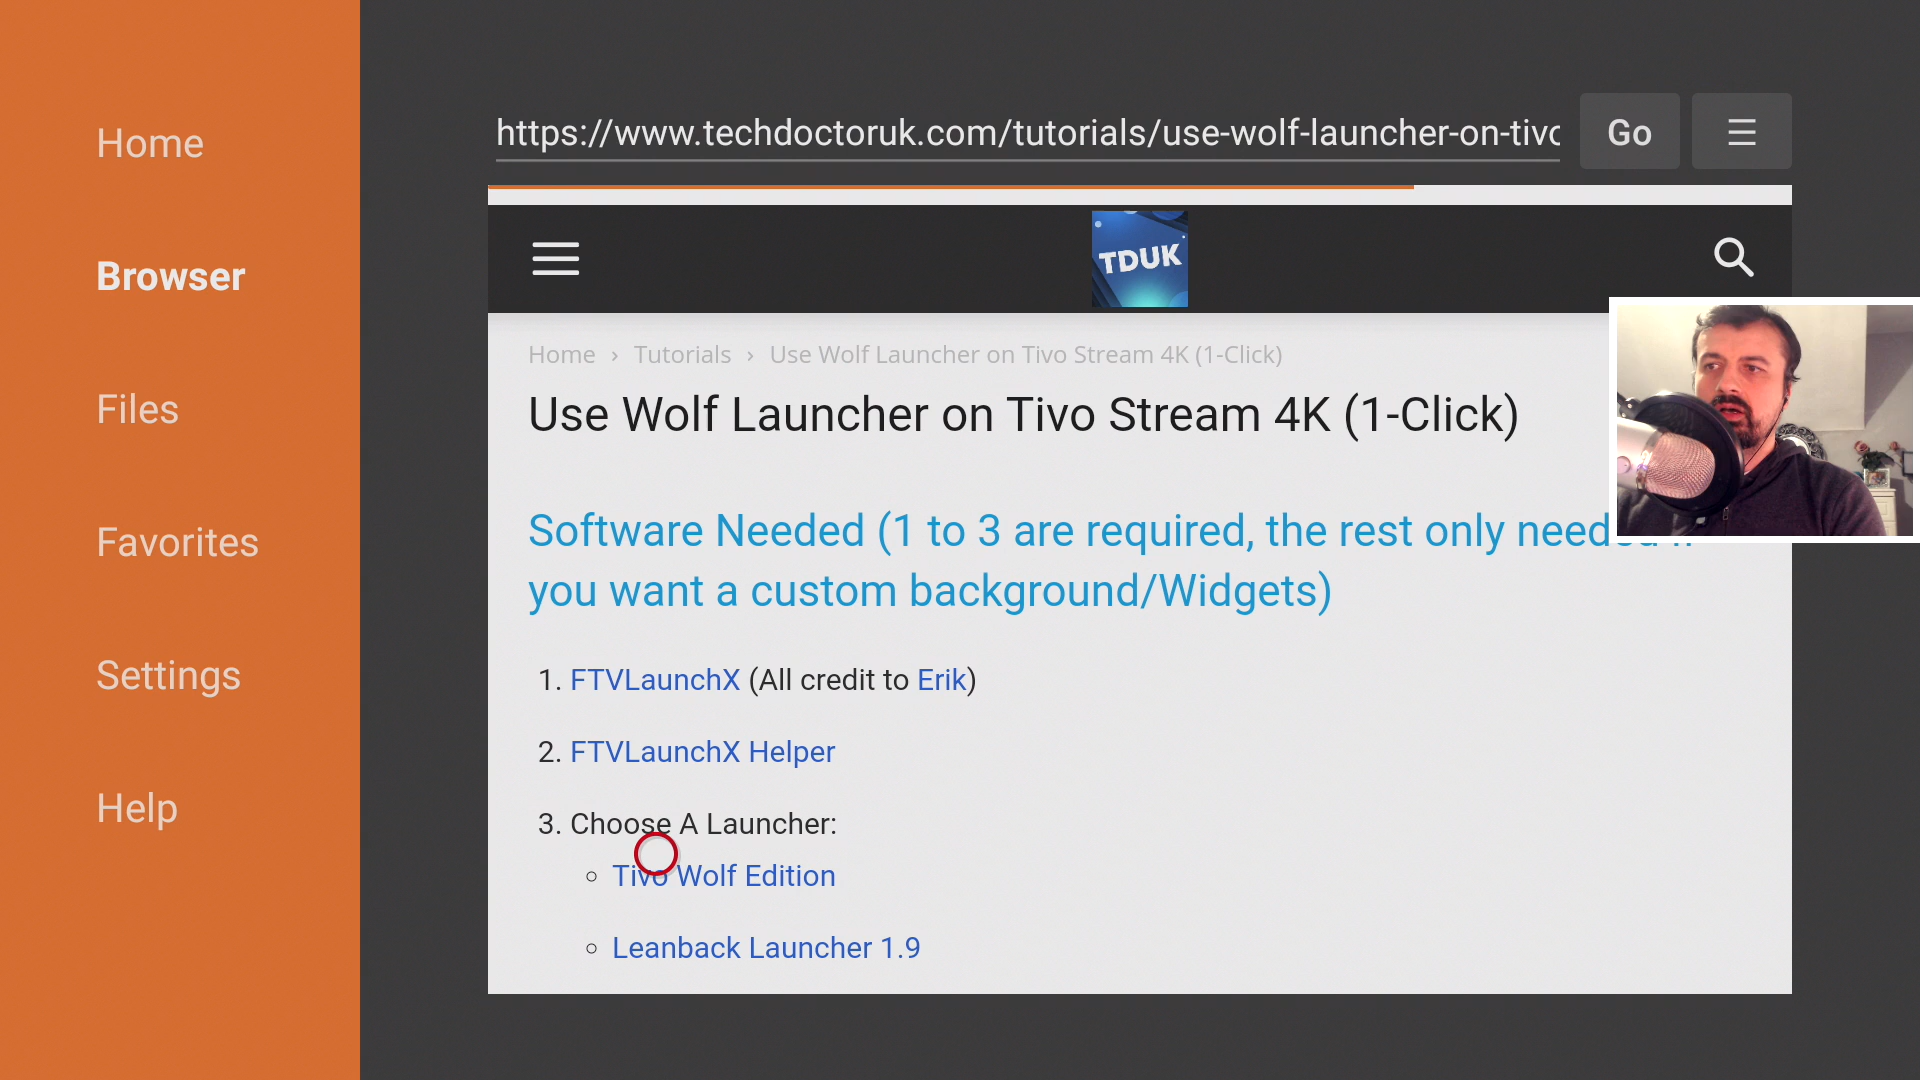 Home
Browser
Files
Favorites
Settings
Help
https://www.techdoctoruk.com/tutorials/use-wolf-launcher-on-tivo
Go
TDUK
Home › Tutorials › Use Wolf Launcher on Tivo Stream 4K (1-Click)
Use Wolf Launcher on Tivo Stream 4K (1-Click)
Software Needed (1 to 3 are required, the rest only need
you want a custom background/Widgets)
1. FTVLaunchX (All credit to Erik)
2. FTVLaunchX Helper
3. Choose A Launcher:
Tivo Wolf Edition
Leanback Launcher 1.9